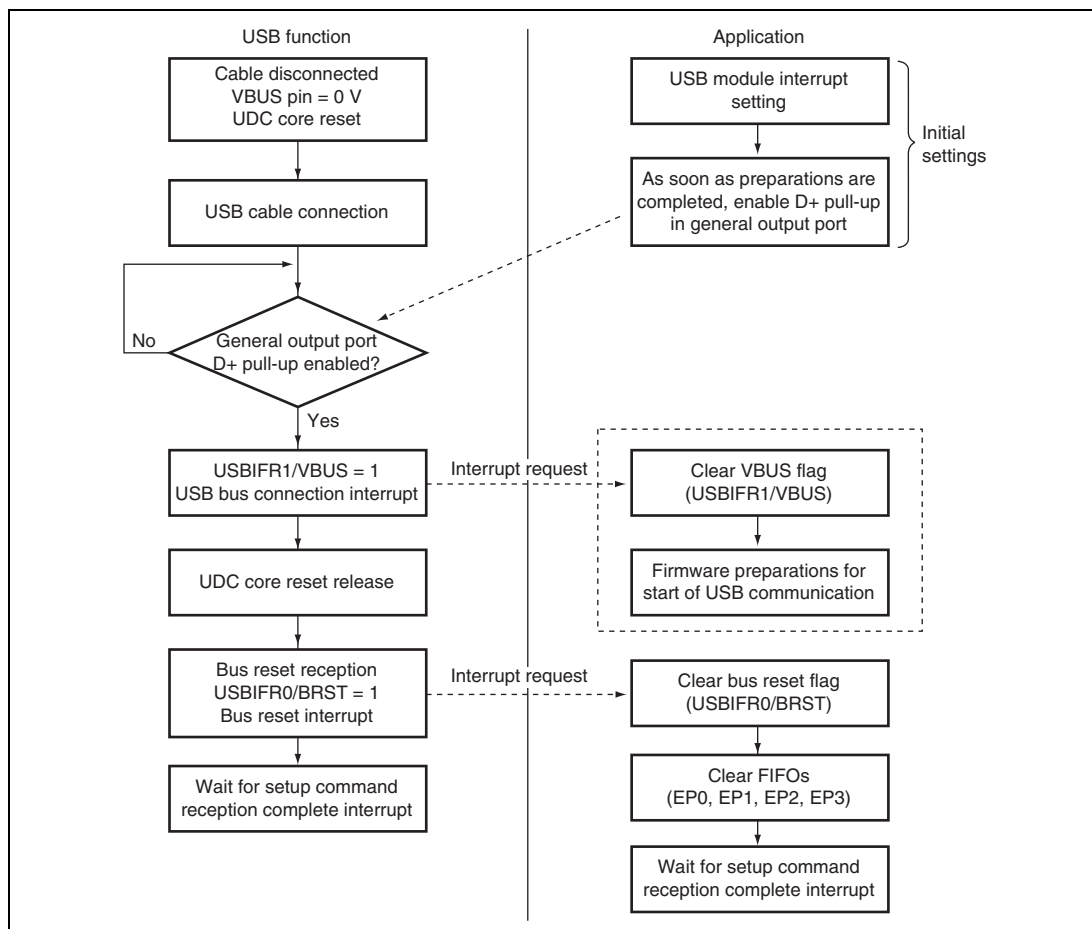 USB function
Cable disconnected
VBUS pin = 0 V
UDC core reset
USB cable connection
No
General output port
D+ pull-up enabled?
Yes
USBIFR1/VBUS = 1
USB bus connection interrupt
Interrupt request
UDC core reset release
Bus reset reception
USBIFR0/BRST = 1
Bus reset interrupt
Interrupt request
Wait for setup command
reception complete interrupt
Application
USB module interrupt
setting
As soon as preparations are
completed, enable D+ pull-up
in general output port
Initial
settings
Clear VBUS flag
(USBIFR1/VBUS)
Firmware preparations for
start of USB communication
Clear bus reset flag
(USBIFR0/BRST)
Clear FIFOs
(EP0, EP1, EP2, EP3)
Wait for setup command
reception complete interrupt